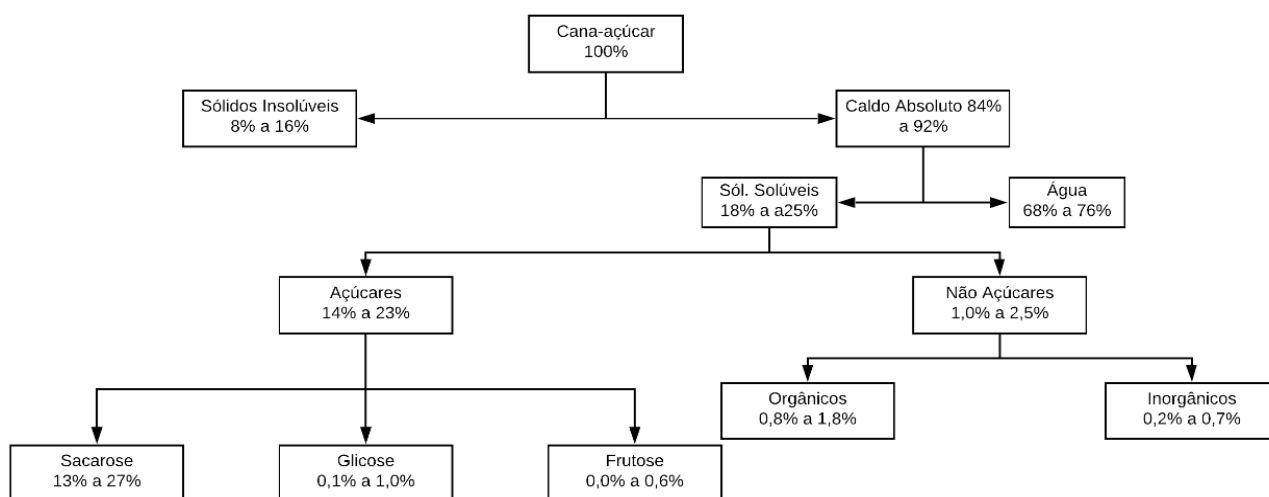 Cana-açúcar
100%
Sólidos Insolúveis
8% a 16%
Caldo Absoluto 84%
a 92%
Sól. Solúveis
18% a a25%
Água
68% a 76%
Açúcares
14% a 23%
Não Açúcares
1,0% a 2,5%
Orgânicos
0,8% a 1,8%
Inorgânicos
0,2% a 0,7%
Sacarose
13% a 27%
Glicose
0,1% a 1,0%
Frutose
0,0% a 0,6%